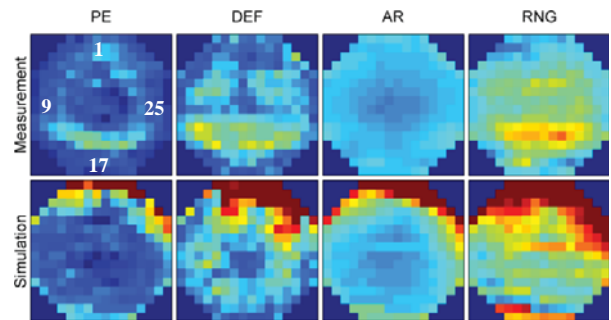 PE DEF AR RNG
Measurement
1
9 25
17
Simulation